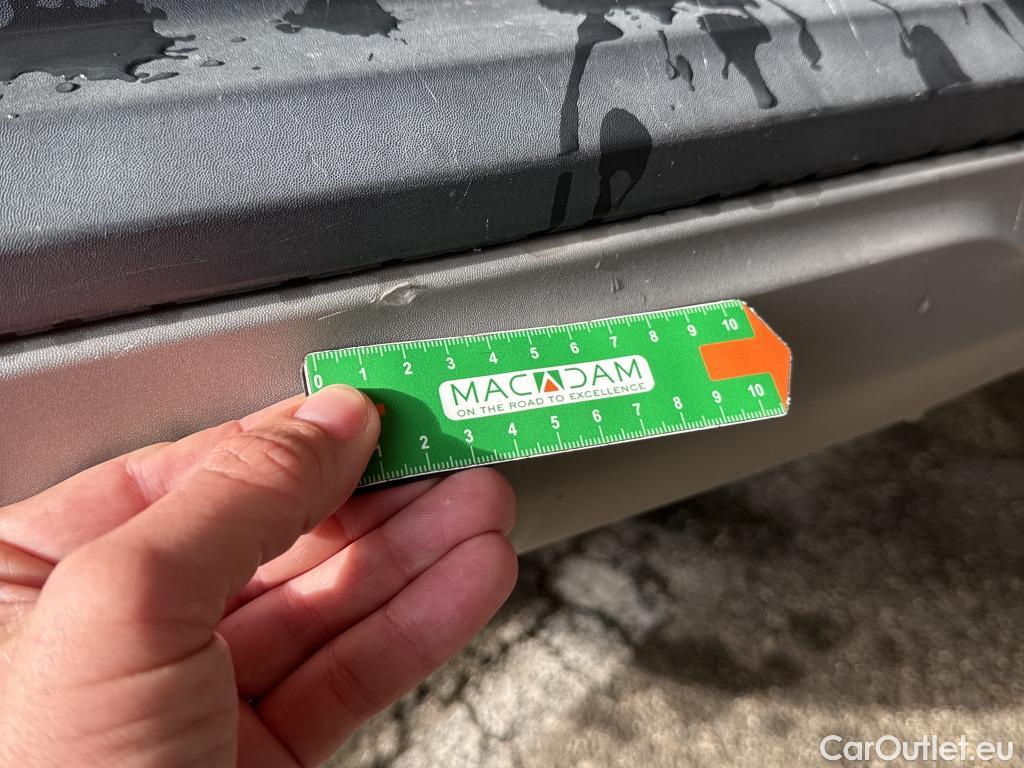 0 1 2 3 4 5 6 7 8 9 10
MACADAM
ON THE ROAD TO EXCELLENCE
1 2 3 4 5 6 7 8 9 10
CarOutlet.eu